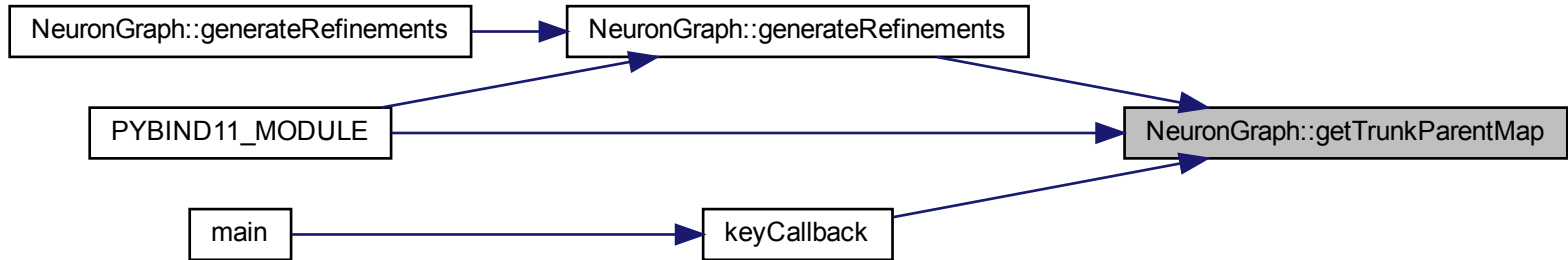 NeuronGraph::generateRefinements
NeuronGraph::generateRefinements
PYBIND11_MODULE
NeuronGraph::getTrunkParentMap
main
keyCallback